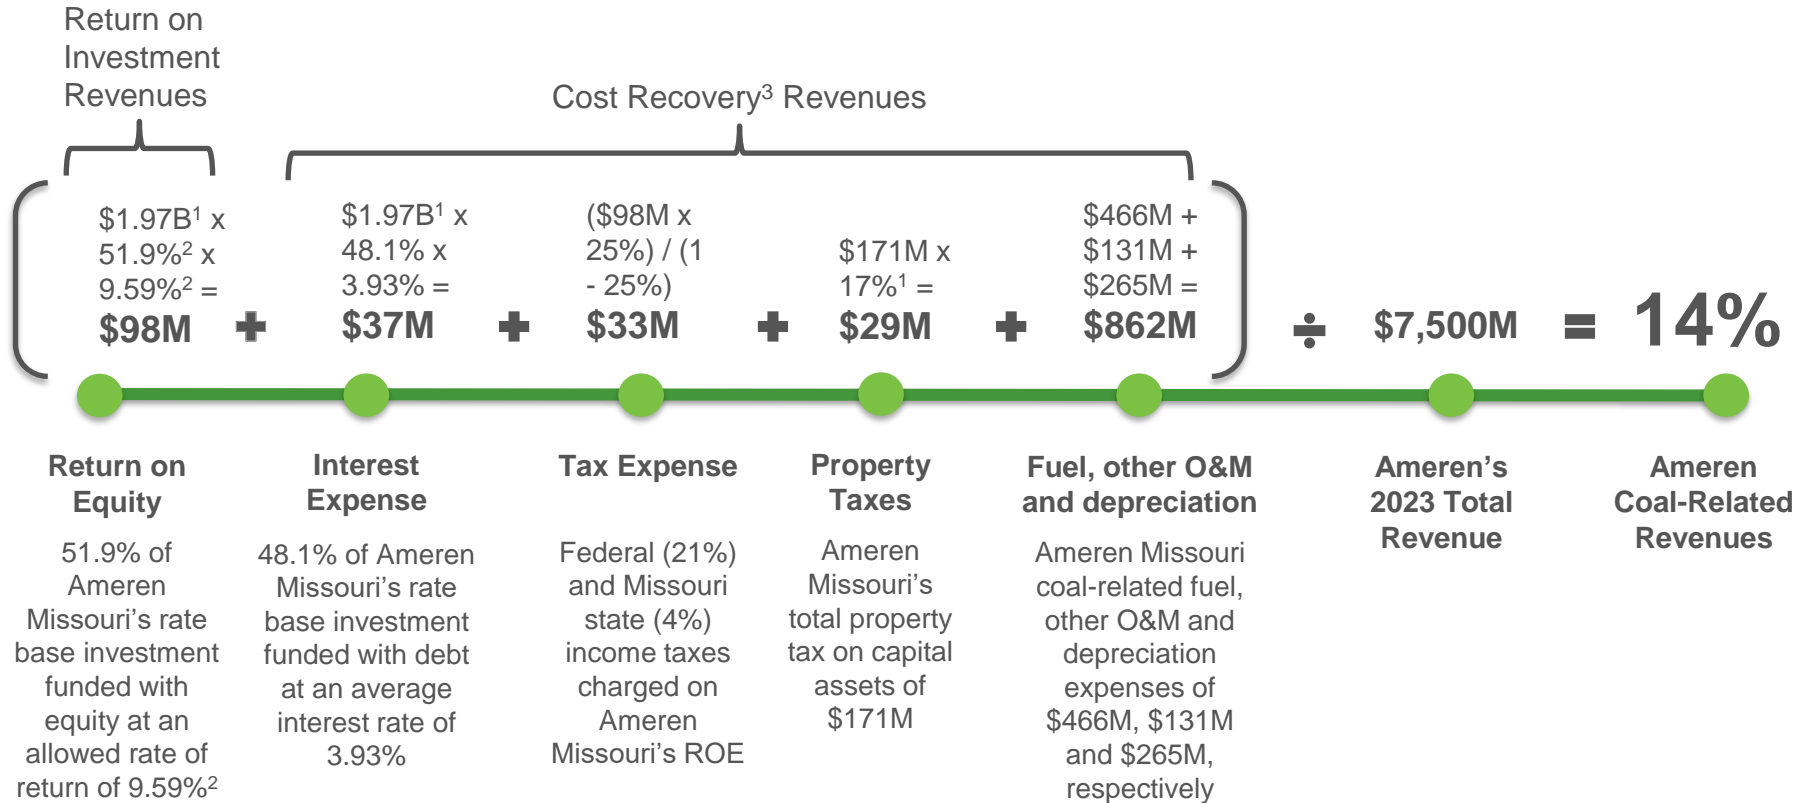 Return on
Investment
Revenues
Cost Recovery³ Revenues
$1.97B¹ x
51.9%² x
9.59%² =
$98M
+
$1.97B¹ x
48.1% x
3.93% =
$37M
+
($98M x
25%) / (1
- 25%)
$33M
+
$171M x
17%¹ =
$29M
+
$466M +
$131M +
$265M =
$862M
÷
$7,500M
=
14%
Return on
Equity
51.9% of
Ameren
Missouri’s rate
base investment
funded with
equity at an
allowed rate of
return of 9.59%²
Interest
Expense
48.1% of Ameren
Missouri’s rate
base investment
funded with debt
at an average
interest rate of
3.93%
Tax Expense
Federal (21%)
and Missouri
state (4%)
income taxes
charged on
Ameren
Missouri’s ROE
Property
Taxes
Ameren
Missouri’s
total property
tax on capital
assets of
$171M
Fuel, other O&M
and depreciation
Ameren Missouri
coal-related fuel,
other O&M and
depreciation
expenses of
$466M, $131M
and $265M,
respectively
Ameren’s
2023 Total
Revenue
Ameren
Coal-Related
Revenues